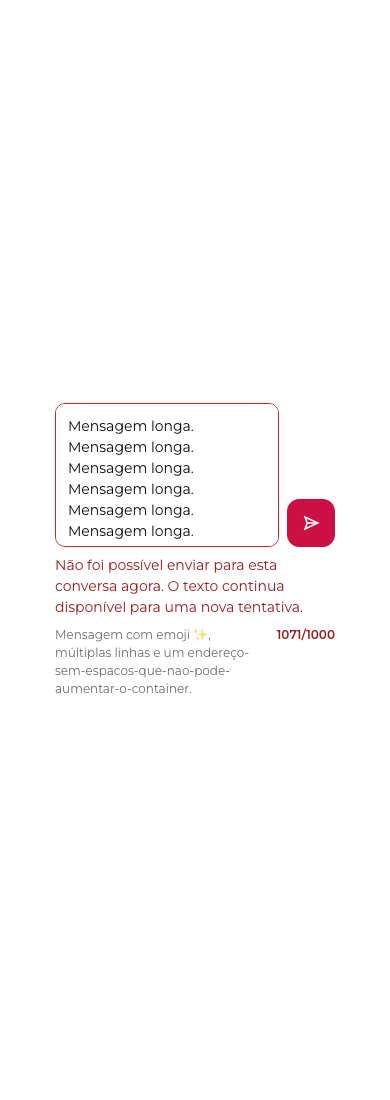 Mensagem longa.
Mensagem longa.
Mensagem longa.
Mensagem longa.
Mensagem longa.
Mensagem longa.
Não foi possível enviar para esta
conversa agora. O texto continua
disponível para uma nova tentativa.
Mensagem com emoji ✨,
múltiplas linhas e um endereço-
sem-espacos-que-nao-pode-
aumentar-o-container.
1071/1000